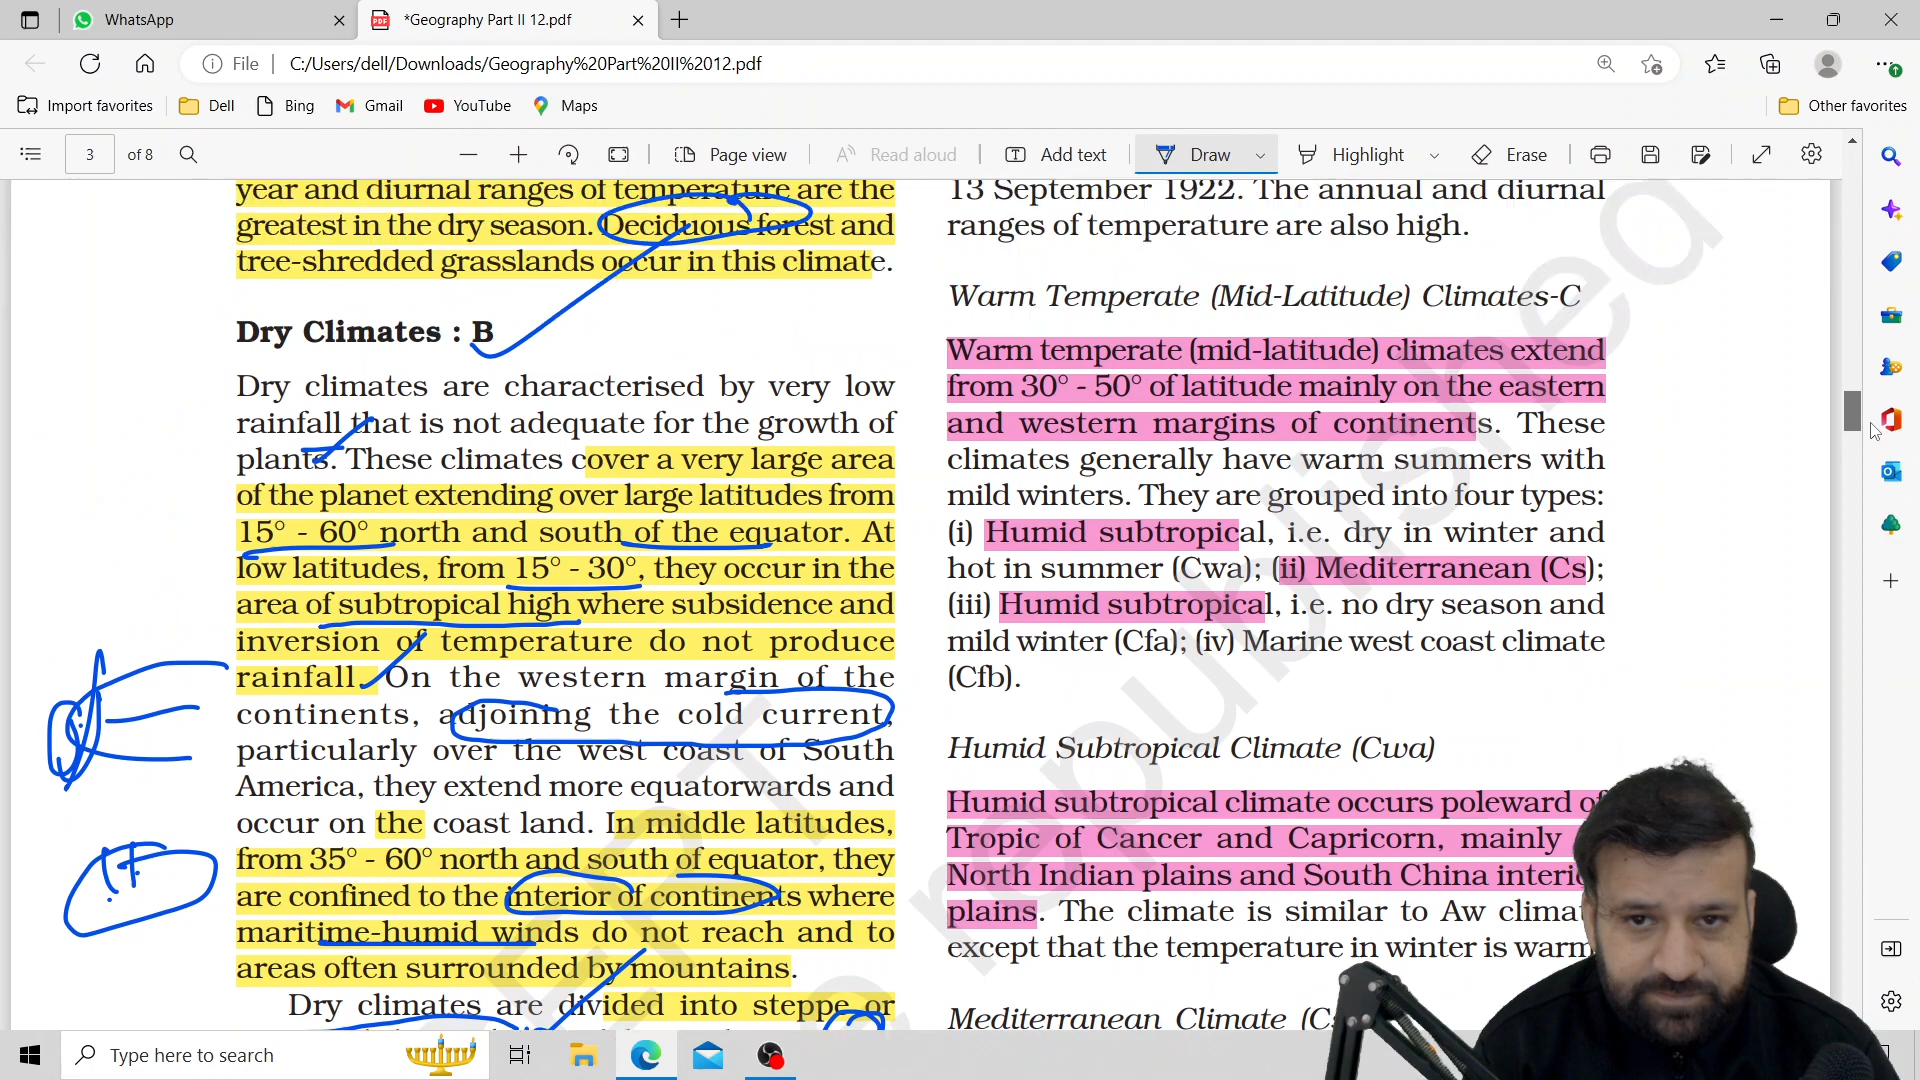 WhatsApp
*Geography Part II 12.pdf
File
C:/Users/dell/Downloads/Geography%20Part%20II%2012.pdf
Import favorites
Dell
Bing
Gmail
YouTube
Maps
Other favorites
3 of 8
Page view
Read aloud
Add text
Draw
Highlight
Erase
year and diurnal ranges of temperature are the
greatest in the dry season. Deciduous forest and
tree-shredded grasslands occur in this climate.
Dry Climates : B
Dry climates are characterised by very low
rainfall that is not adequate for the growth of
plants. These climates cover a very large area
of the planet extending over large latitudes from
15° - 60° north and south of the equator. At
low latitudes, from 15° - 30°, they occur in the
area of subtropical high where subsidence and
inversion of temperature do not produce
rainfall. On the western margin of the
continents, adjoining the cold current,
particularly over the west coast of South
America, they extend more equatorwards and
occur on the coast land. In middle latitudes,
from 35° - 60° north and south of equator, they
are confined to the interior of continents where
maritime-humid winds do not reach and to
areas often surrounded by mountains.
Dry climates are divided into steppe or
13 September 1922. The annual and diurnal
ranges of temperature are also high.
Warm Temperate (Mid-Latitude) Climates-C
Warm temperate (mid-latitude) climates extend
from 30° - 50° of latitude mainly on the eastern
and western margins of continents. These
climates generally have warm summers with
mild winters. They are grouped into four types:
(i) Humid subtropical, i.e. dry in winter and
hot in summer (Cwa); (ii) Mediterranean (Cs);
(iii) Humid subtropical, i.e. no dry season and
mild winter (Cfa); (iv) Marine west coast climate
(Cfb).
Humid Subtropical Climate (Cwa)
Humid subtropical climate occurs poleward of
Tropic of Cancer and Capricorn, mainly
North Indian plains and South China interior
plains. The climate is similar to Aw climate
except that the temperature in winter is warm.
Mediterranean Climate (Cs
republished
Type here to search